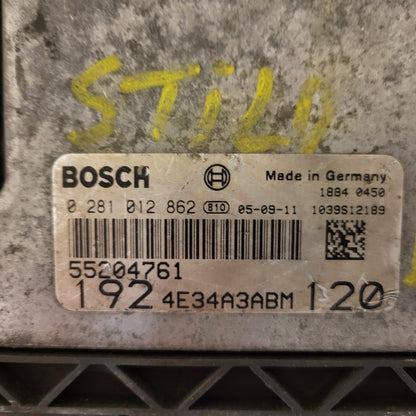 STILO
BOSCH Made in Germany
1884 0450
0 281 012 862 810 05-09-11 1039S12189
55204761
192 4E34A3ABM 120